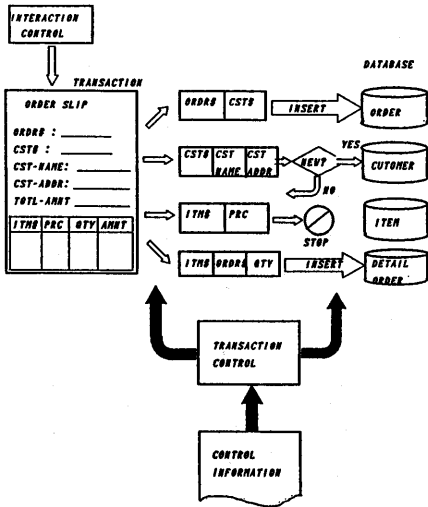 INTERACTION
CONTROL
TRANSACTION
DATABASE
ORDER SLIP
ORDR$ :
CST$ :
CST-NAME:
CST-ADDR:
TOTL-AMNT
ITM$ PRC QTY AMNT
ORDR$ CST$
INSERT
ORDER
CST$ CST NAME CST ADDR
NEW?
YES
NO
CUTOMER
ITM$ PRC
STOP
ITEM
ITM$ ORDR$ QTY
INSERT
DETAIL
ORDER
TRANSACTION
CONTROL
CONTROL
INFORMATION